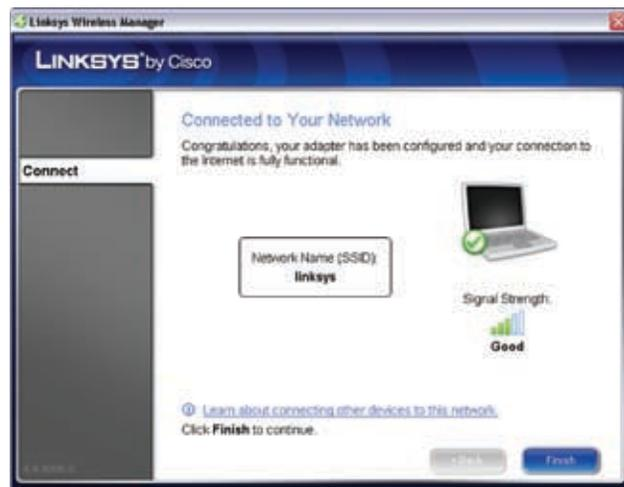 Linksys Wireless Manager
LINKSYS® by Cisco
Connected to Your Network
Congratulations, your adapter has been configured and your connection to
the Internet is fully functional.
Connect
Network Name (SSID):
linksys
Signal Strength:
Good
Learn about connecting other devices to this network.
Click Finish to continue.
Back
Finish